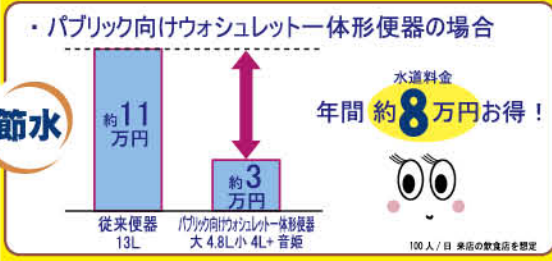 ・パブリック向けウォシュレット一体形便器の場合
節水
約11
万円
約3
万円
従来便器
13L
パブリック向けウォシュレット一体形便器
大 4.8L小 4L+ 音姫
水道料金
年間 約8万円お得！
100人/日 来店の飲食店を想定